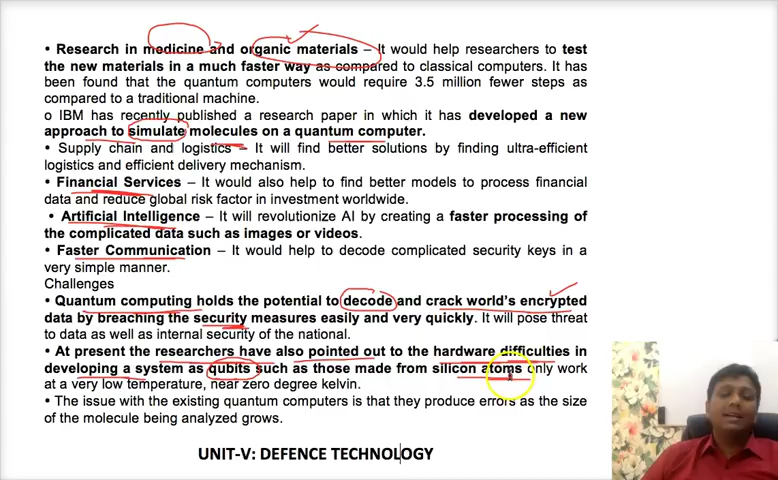 • Research in medicine and organic materials – It would help researchers to test
the new materials in a much faster way as compared to classical computers. It has
been found that the quantum computers would require 3.5 million fewer steps as
compared to a traditional machine.
o IBM has recently published a research paper in which it has developed a new
approach to simulate molecules on a quantum computer.
• Supply chain and logistics – It will find better solutions by finding ultra-efficient
logistics and efficient delivery mechanism.
• Financial Services – It would also help to find better models to process financial
data and reduce global risk factor in investment worldwide.
• Artificial Intelligence – It will revolutionize AI by creating a faster processing of
the complicated data such as images or videos.
• Faster Communication – It would help to decode complicated security keys in a
very simple manner.
Challenges
• Quantum computing holds the potential to decode and crack world's encrypted
data by breaching the security measures easily and very quickly. It will pose threat
to data as well as internal security of the national.
• At present the researchers have also pointed out to the hardware difficulties in
developing a system as qubits such as those made from silicon atoms only work
at a very low temperature, near zero degree kelvin.
• The issue with the existing quantum computers is that they produce errors as the size
of the molecule being analyzed grows.
UNIT-V: DEFENCE TECHNOLOGY